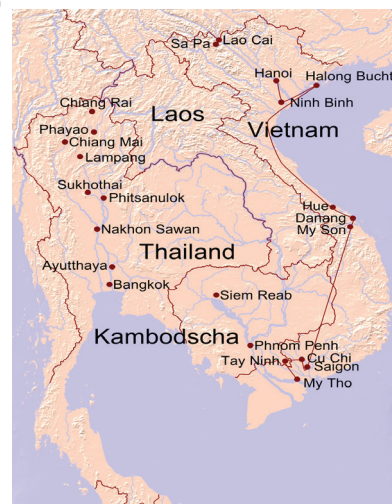 Lao Cai
Sa Pa
Hanoi
Halong Bucht
Ninh Binh
Chiang Rai
Laos
Phayao
Vietnam
Chiang Mai
Lampang
Sukhothai
Phitsanulok
Hue
Danang
My Son
Nakhon Sawan
Thailand
Ayutthaya
Bangkok
Siem Reab
Kambodscha
Phnom Penh
Tay Ninh
Cu Chi
Saigon
My Tho